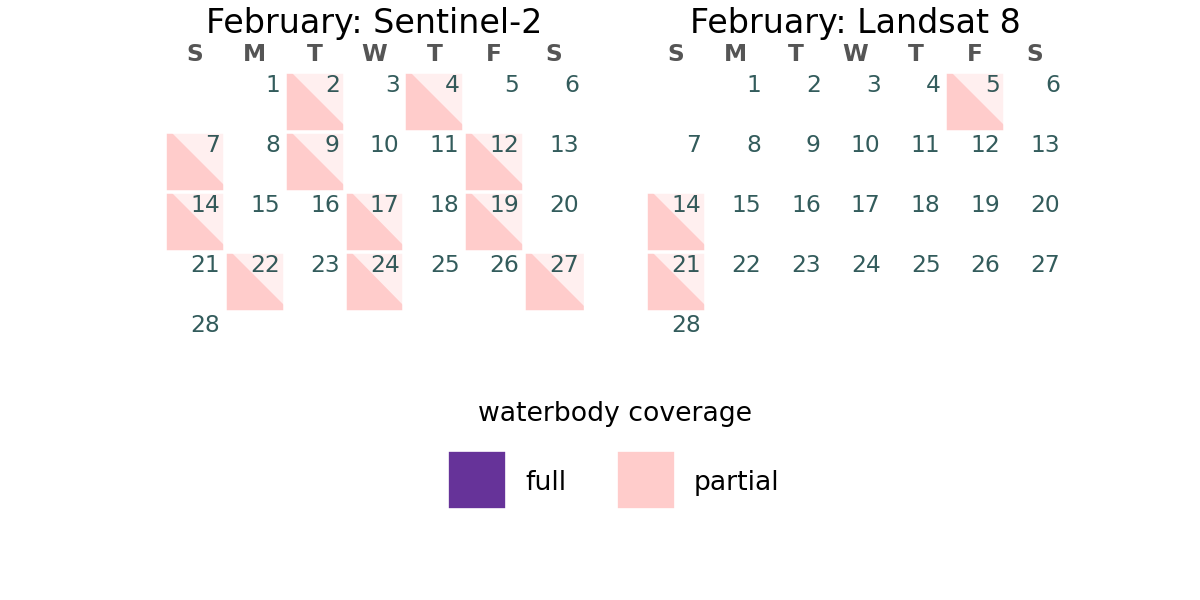 February: Sentinel-2
S M T W T F S
1 2 3 4 5 6
7 8 9 10 11 12 13
14 15 16 17 18 19 20
21 22 23 24 25 26 27
28
February: Landsat 8
S M T W T F S
1 2 3 4 5 6
7 8 9 10 11 12 13
14 15 16 17 18 19 20
21 22 23 24 25 26 27
28
waterbody coverage
full
partial